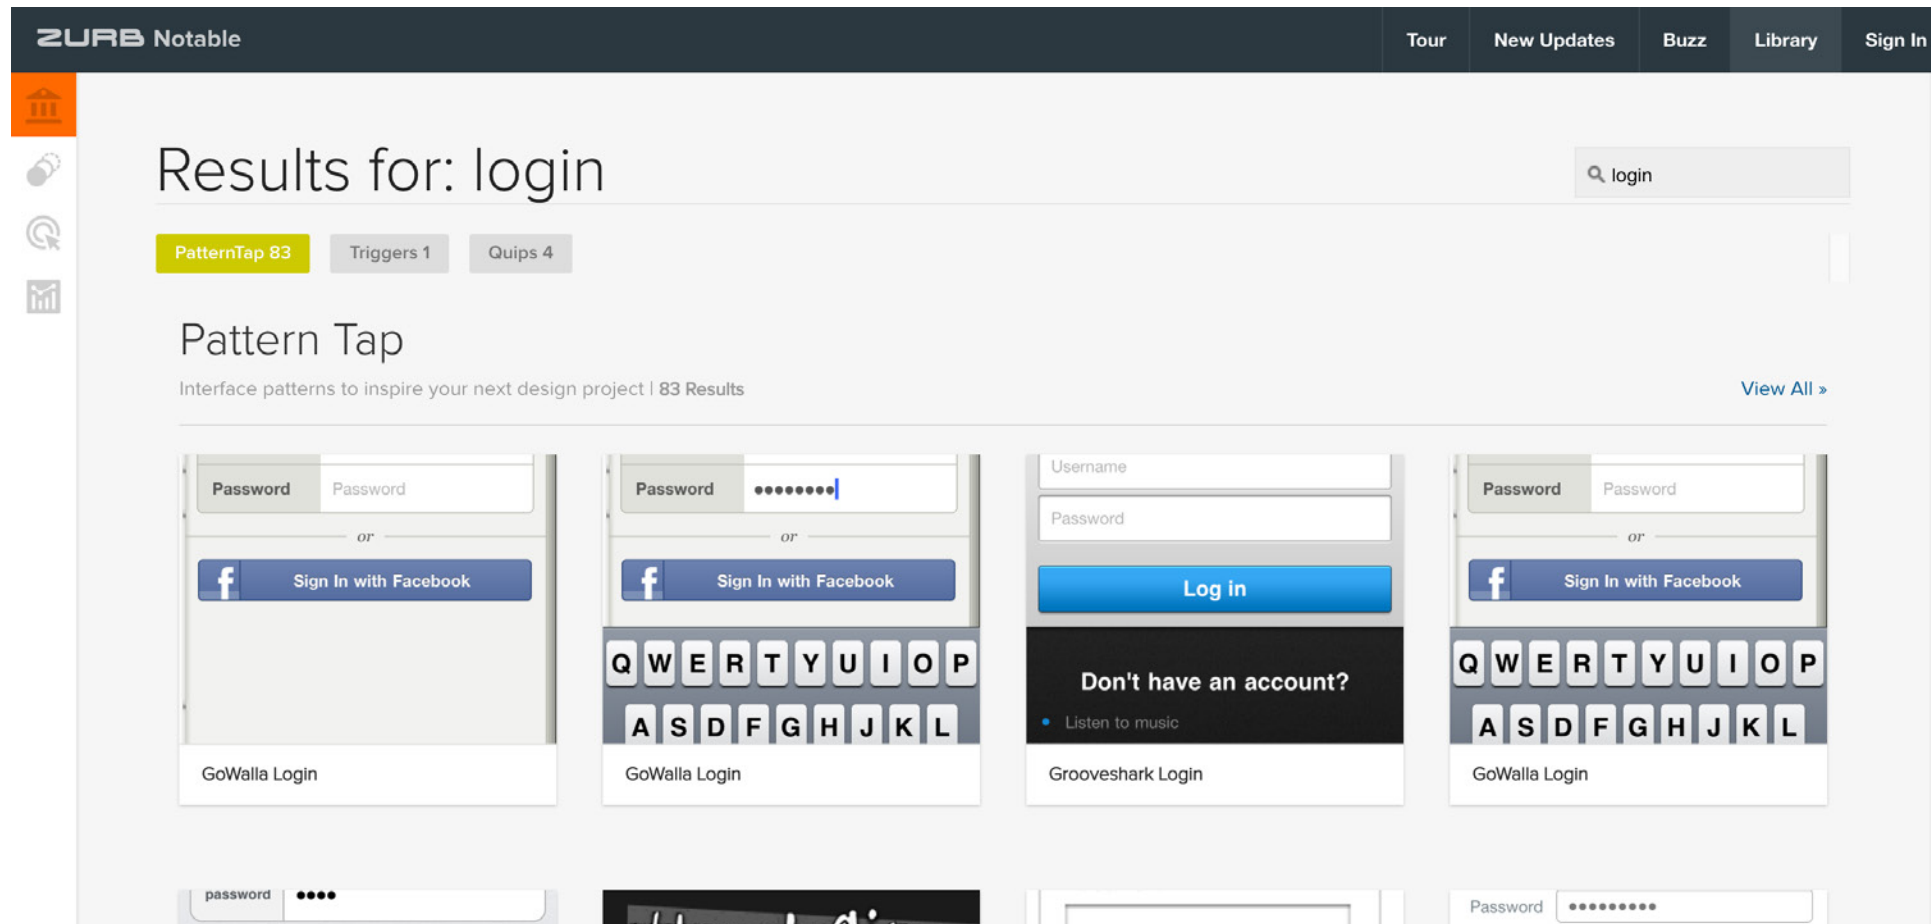 ZURB Notable
Tour New Updates Buzz Library Sign In
Results for: login
login
PatternTap 83 Triggers 1 Quips 4
Pattern Tap
Interface patterns to inspire your next design project | 83 Results
View All »
Password Password
or
f Sign In with Facebook
GoWalla Login
Password ••••••••
or
f Sign In with Facebook
Q W E R T Y U I O P
A S D F G H J K L
GoWalla Login
Username
Password
Log in
Don't have an account?
• Listen to music
Grooveshark Login
Password Password
or
f Sign In with Facebook
Q W E R T Y U I O P
A S D F G H J K L
GoWalla Login
password ••••
Password •••••••••